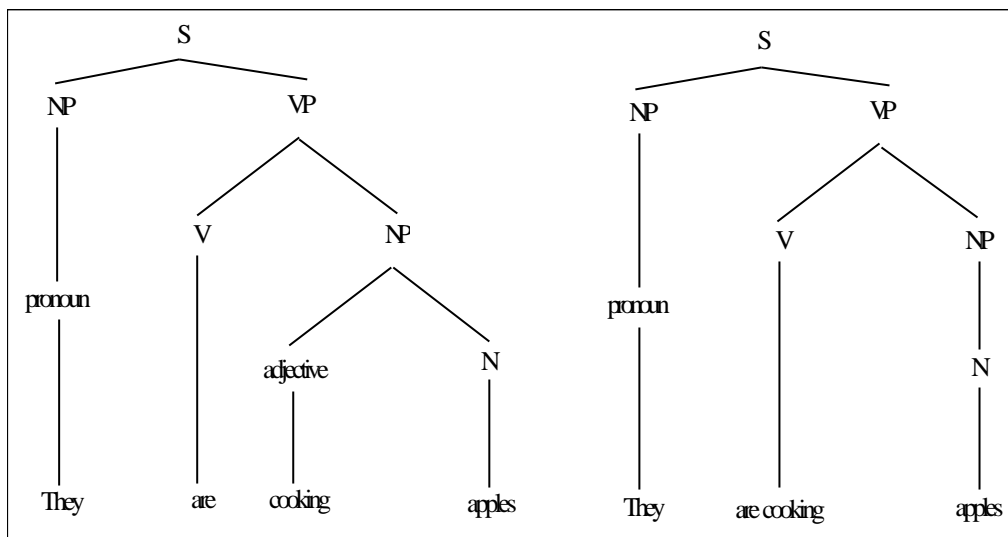 S
NP VP
V NP
pronoun
adjective N
They are cooking apples
S
NP VP
V NP
pronoun
N
They are cooking apples